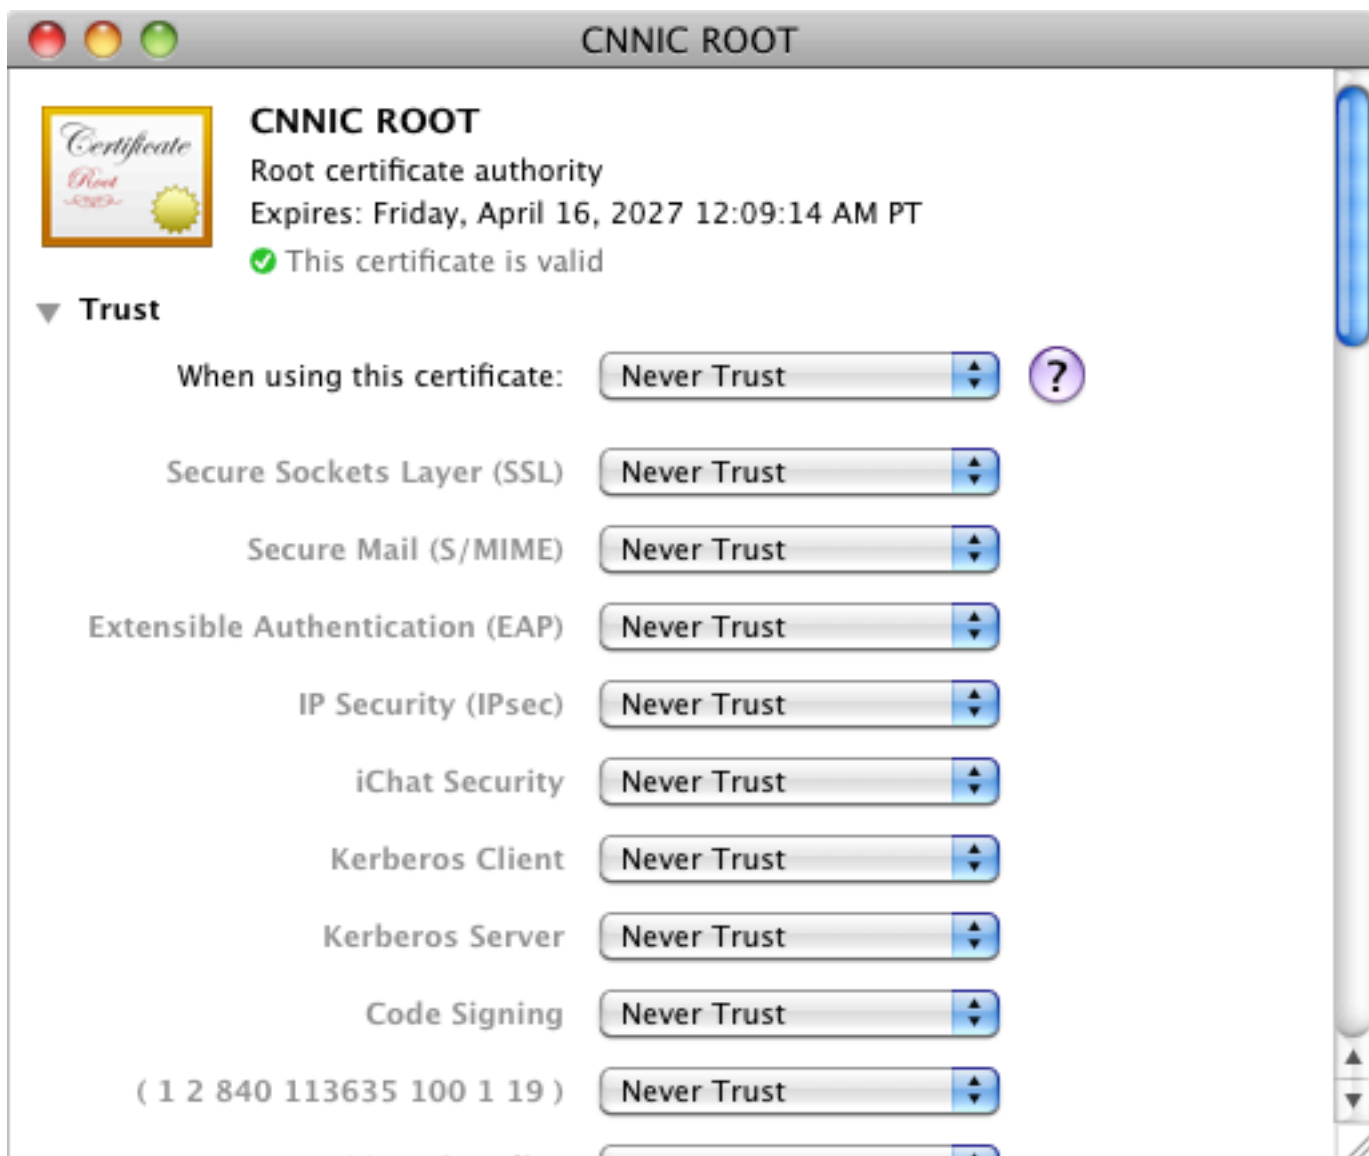 CNNIC ROOT
Certificate
Root
CNNIC ROOT
Root certificate authority
Expires: Friday, April 16, 2027 12:09:14 AM PT
This certificate is valid
Trust
When using this certificate: Never Trust ?
Secure Sockets Layer (SSL) Never Trust
Secure Mail (S/MIME) Never Trust
Extensible Authentication (EAP) Never Trust
IP Security (IPsec) Never Trust
iChat Security Never Trust
Kerberos Client Never Trust
Kerberos Server Never Trust
Code Signing Never Trust
( 1 2 840 113635 100 1 19 ) Never Trust